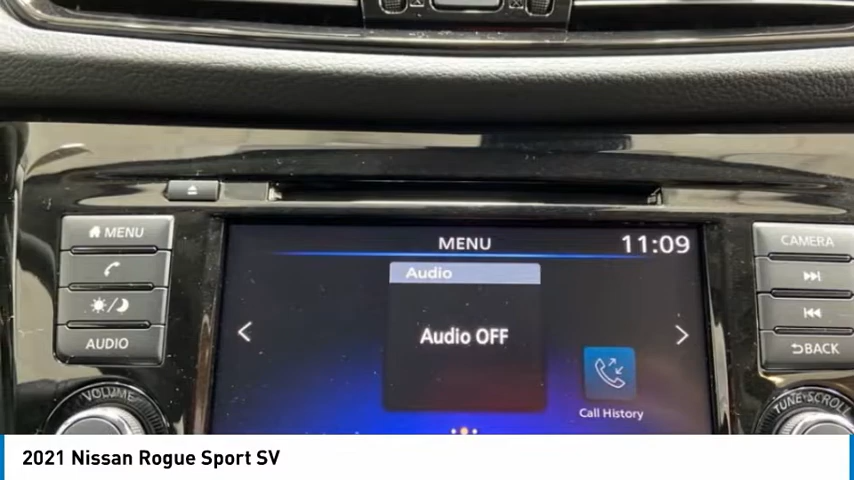 MENU
11:09
MENU
CAMERA
Audio
Audio OFF
AUDIO
BACK
Call History
VOLUME
TUNE·SCROLL
2021 Nissan Rogue Sport SV